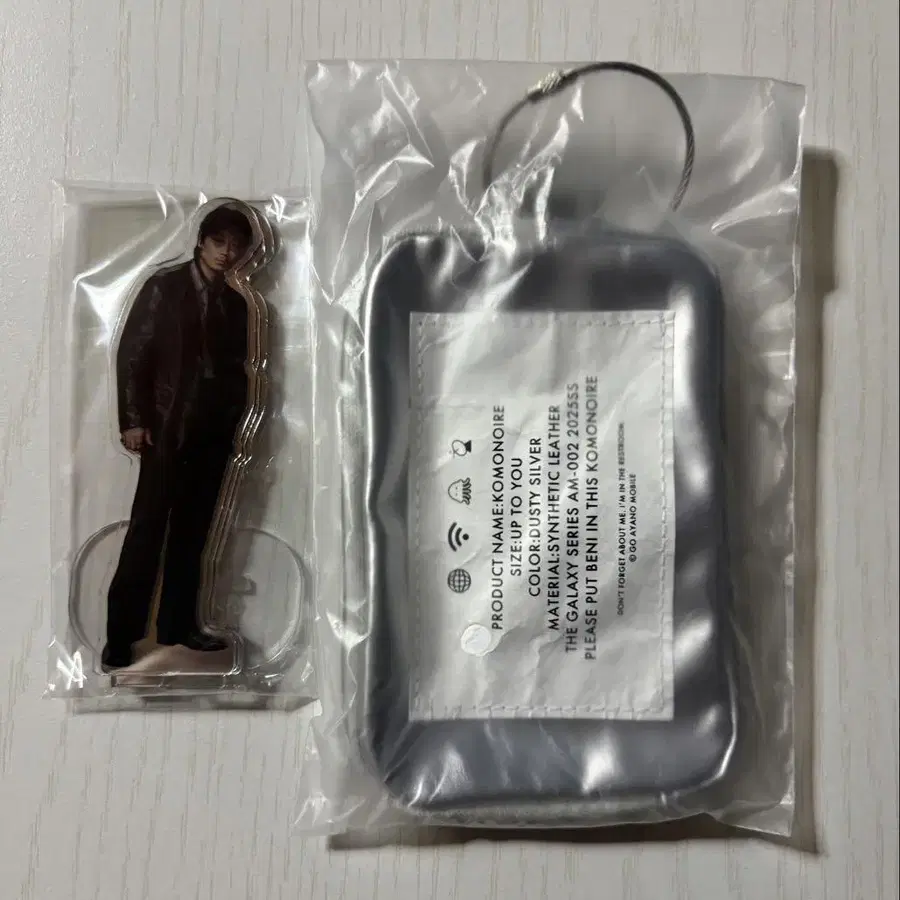 PRODUCT NAME:KOMONOIRE
SIZE:UP TO YOU
COLOR:DUSTY SILVER
MATERIAL:SYNTHETIC LEATHER
THE GALAXY SERIES AM-002 2025SS
PLEASE PUT BENI IN THIS KOMONOIRE
DON'T FORGET ABOUT ME. I'M IN THE RESTROOM.
© GO AYANO MOBILE